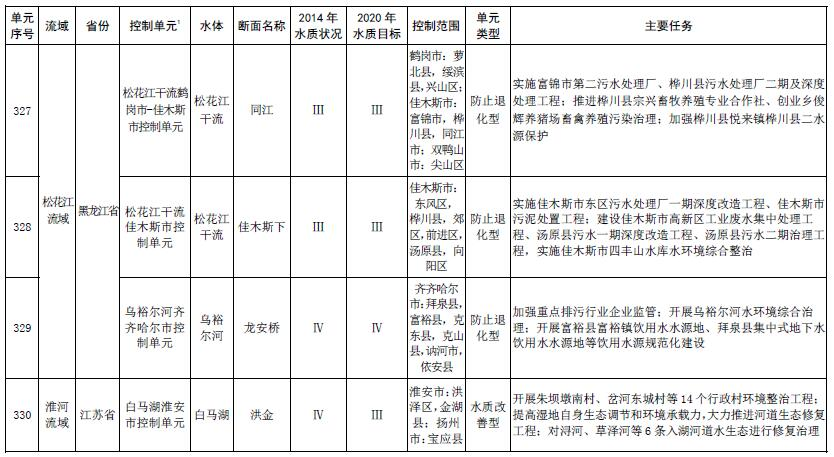 单元
序号
流域
省份
控制单元¹
水体
断面名称
2014 年
水质状况
2020 年
水质目标
控制范围
单元
类型
主要任务
327
松花江
流域
黑龙江省
松花江干流鹤
岗市-佳木斯
市控制单元
松花江
干流
同江
III
III
鹤岗市：萝
北县，绥滨
县，兴山区；
佳木斯市：
富锦市，桦
川县，同江
市；双鸭山
市：尖山区
防止退
化型
实施富锦市第二污水处理厂、桦川县污水处理厂二期及深度
处理工程；推进桦川县宗兴畜牧养殖专业合作社、创业乡俊
辉养猪场畜禽养殖污染治理；加强桦川县悦来镇桦川县二水
源保护
328
松花江干流
佳木斯市控
制单元
松花江
干流
佳木斯下
III
III
佳木斯市：
东风区，
桦川县，郊
区，前进区，
汤原县，向
阳区
防止退
化型
实施佳木斯市东区污水处理厂一期深度改造工程、佳木斯市
污泥处置工程；建设佳木斯市高新区工业废水集中处理工
程、汤原县污水一期深度改造工程、汤原县污水二期治理工
程，实施佳木斯市四丰山水库水环境综合整治
329
乌裕尔河齐
齐哈尔市控
制单元
乌裕
尔河
龙安桥
IV
IV
齐齐哈尔
市：拜泉县，
富裕县，克
东县，克山
县，讷河市，
依安县
防止退
化型
加强重点排污行业企业监管；开展乌裕尔河水环境综合治
理；开展富裕县富裕镇饮用水水源地、拜泉县集中式地下水
饮用水水源地等饮用水源规范化建设
330
淮河
流域
江苏省
白马湖淮安
市控制单元
白马湖
洪金
IV
III
淮安市：洪
泽区，金湖
县；扬州
市：宝应县
水质改
善型
开展朱坝墩南村、岔河东城村等 14 个行政村环境整治工程；
提高湿地自身生态调节和环境承载力，大力推进河道生态修复
工程；对浔河、草泽河等 6 条入湖河道水生态进行修复治理